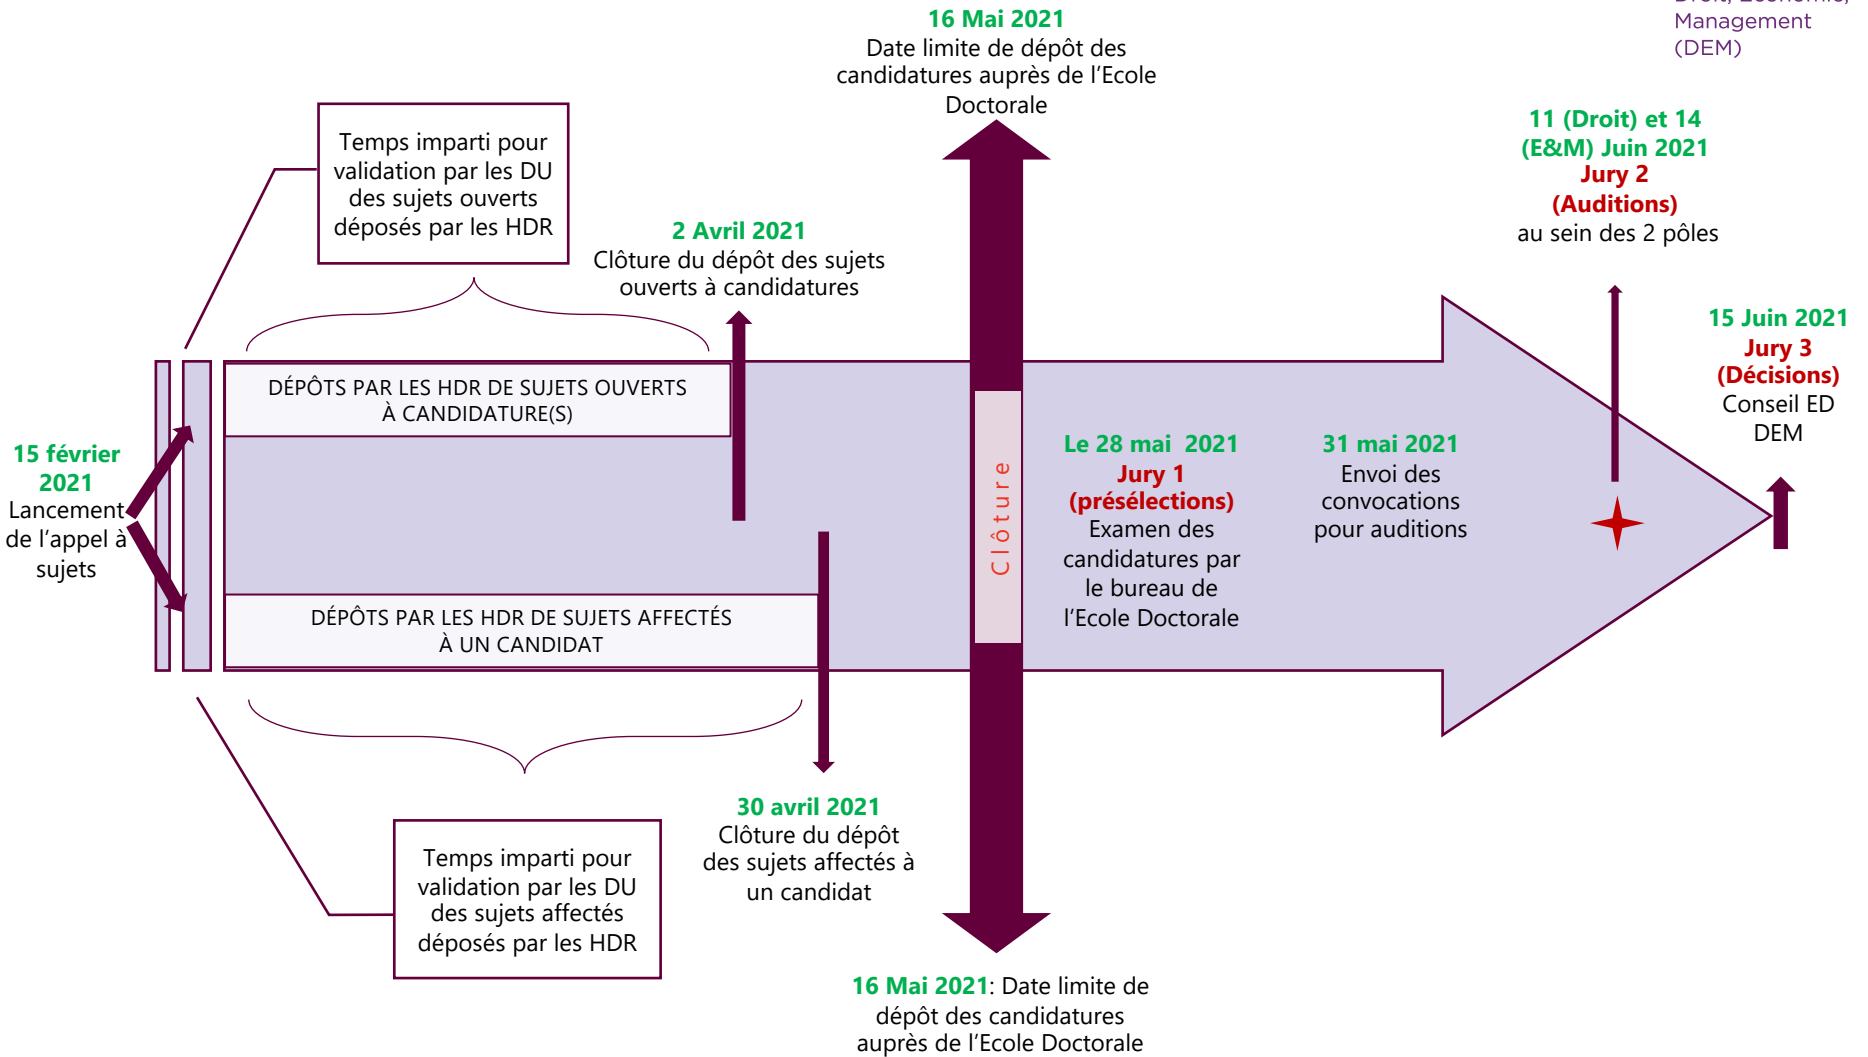 Droit, Economie,
Management
(DEM)
16 Mai 2021
Date limite de dépôt des
candidatures auprès de l'Ecole
Doctorale
11 (Droit) et 14
(E&M) Juin 2021
Jury 2
(Auditions)
au sein des 2 pôles
Temps imparti pour
validation par les DU
des sujets ouverts
déposés par les HDR
2 Avril 2021
Clôture du dépôt des sujets
ouverts à candidatures
15 Juin 2021
Jury 3
(Décisions)
Conseil ED
DEM
DÉPÔTS PAR LES HDR DE SUJETS OUVERTS
À CANDIDATURE(S)
15 février
2021
Lancement
de l'appel à
sujets
Clôture
Le 28 mai  2021
Jury 1
(présélections)
Examen des
candidatures par
le bureau de
l'Ecole Doctorale
31 mai 2021
Envoi des
convocations
pour auditions
DÉPÔTS PAR LES HDR DE SUJETS AFFECTÉS
À UN CANDIDAT
30 avril 2021
Clôture du dépôt
des sujets affectés à
un candidat
Temps imparti pour
validation par les DU
des sujets affectés
déposés par les HDR
16 Mai 2021: Date limite de
dépôt des candidatures
auprès de l'Ecole Doctorale